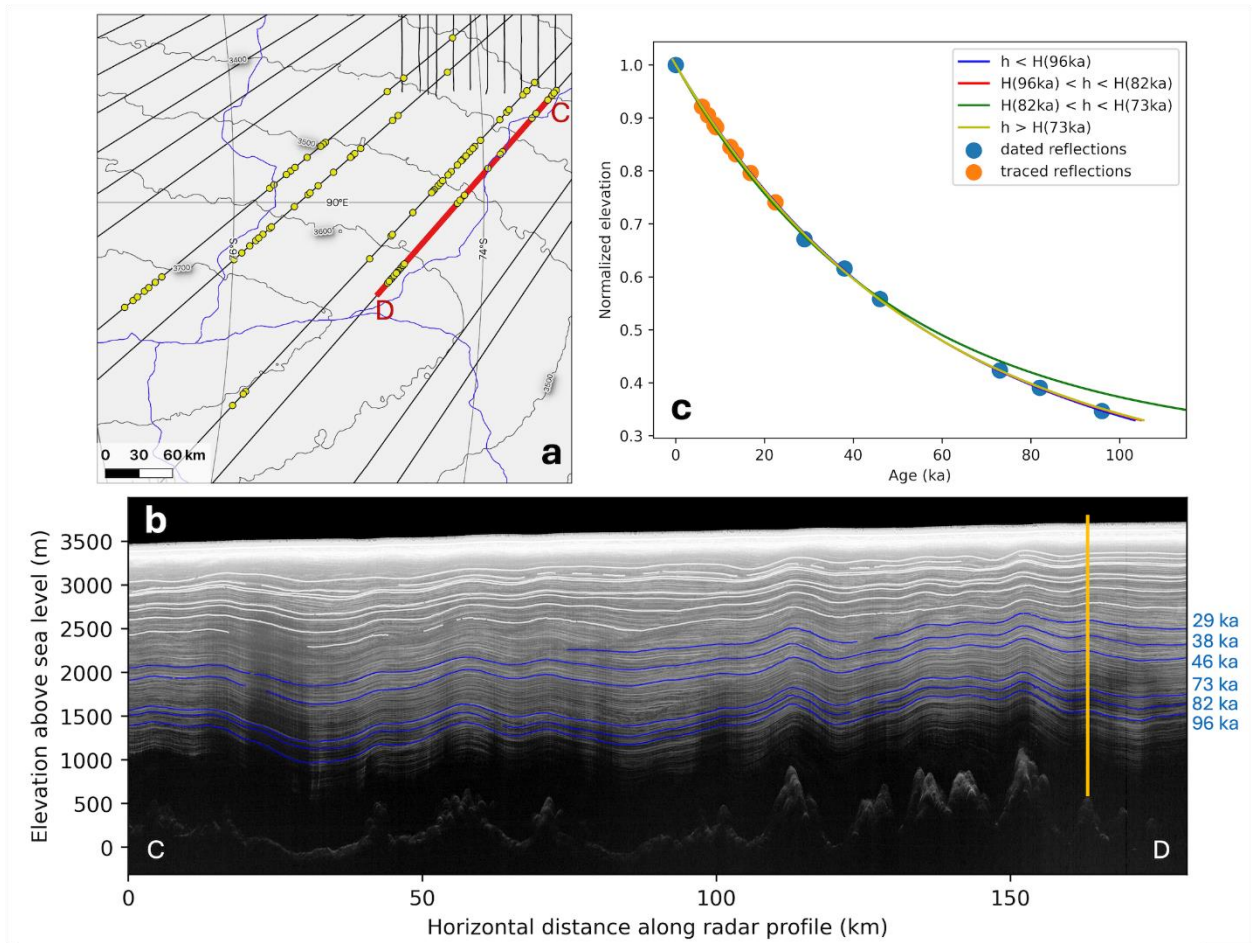 3400
3500
C
90°E
3600
76°S
74°S
3700
D
3500
0 30 60 km
a
1.0
0.9
0.8
0.7
0.6
0.5
0.4
0.3
Normalized elevation
h < H(96ka)
H(96ka) < h < H(82ka)
H(82ka) < h < H(73ka)
h > H(73ka)
dated reflections
traced reflections
c
0 20 40 60 80 100
Age (ka)
b
Elevation above sea level (m)
3500
3000
2500
2000
1500
1000
500
0
29 ka
38 ka
46 ka
73 ka
82 ka
96 ka
C
D
0 50 100 150
Horizontal distance along radar profile (km)